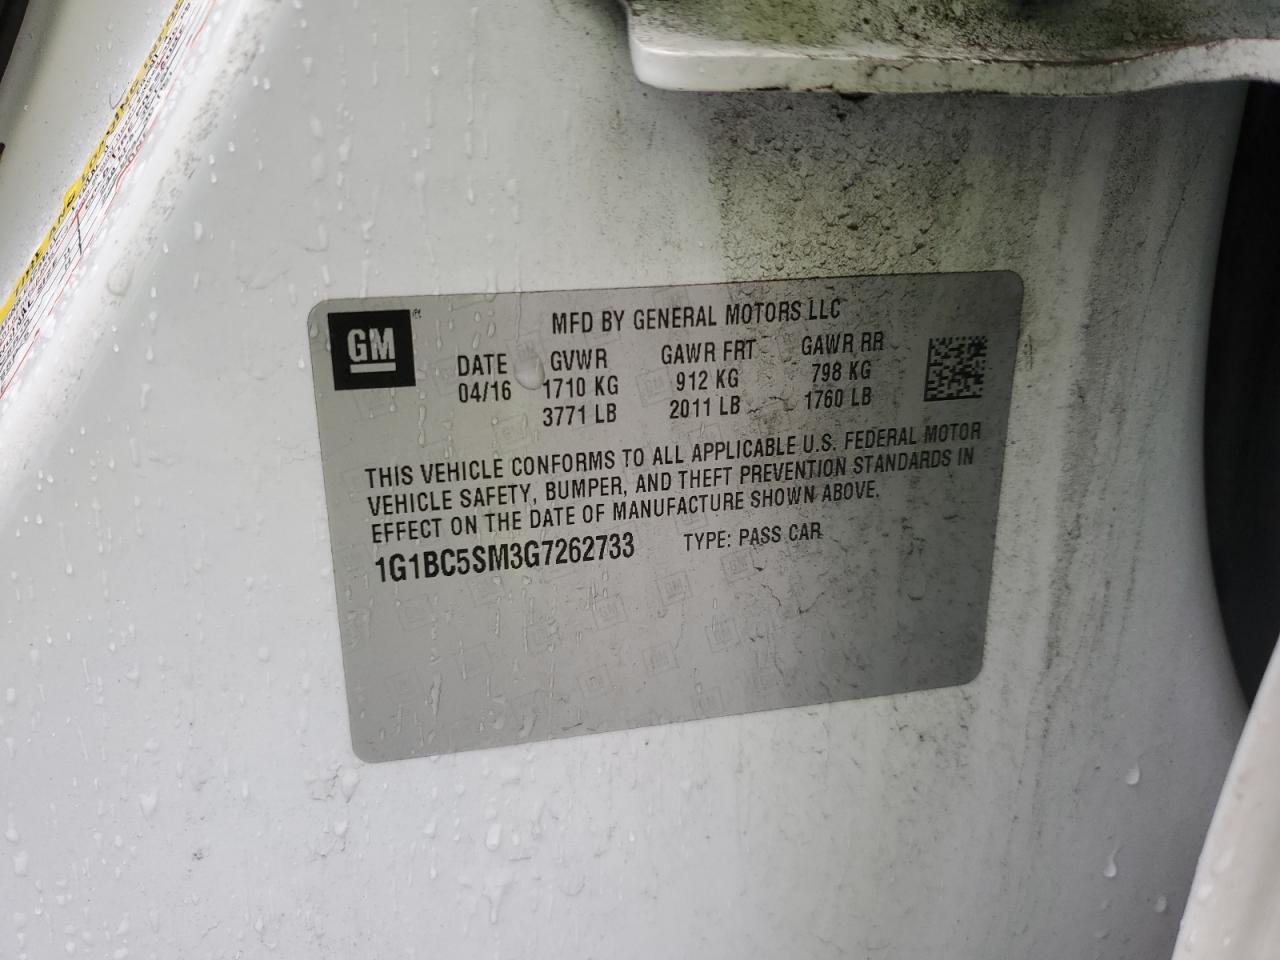 GM
MFD BY GENERAL MOTORS LLC
DATE GVWR GAWR FRT GAWR RR
04/16 1710 KG 912 KG 798 KG
3771 LB 2011 LB 1760 LB
THIS VEHICLE CONFORMS TO ALL APPLICABLE U.S. FEDERAL MOTOR
VEHICLE SAFETY, BUMPER, AND THEFT PREVENTION STANDARDS IN
EFFECT ON THE DATE OF MANUFACTURE SHOWN ABOVE.
1G1BC5SM3G7262733 TYPE: PASS CAR